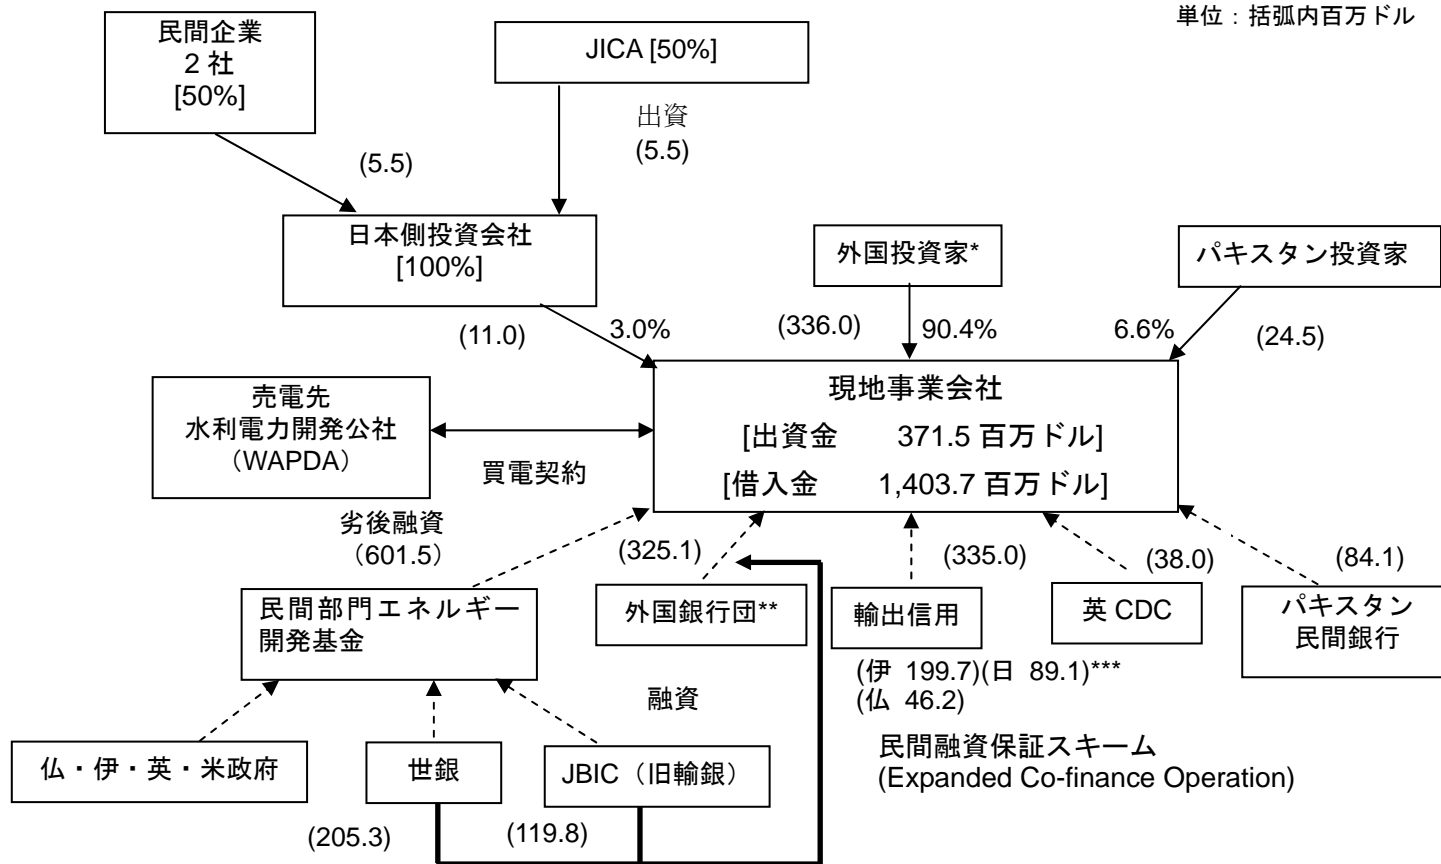 単位：括弧内百万ドル
民間企業
2 社
[50%]
JICA [50%]
出資
(5.5)
(5.5)
日本側投資会社
[100%]
外国投資家*
パキスタン投資家
(11.0)
3.0%
(336.0)
90.4%
6.6%
(24.5)
現地事業会社
[出資金 371.5 百万ドル]
[借入金 1,403.7 百万ドル]
売電先
水利電力開発公社
（WAPDA）
買電契約
劣後融資
（601.5）
(325.1)
(335.0)
(38.0)
(84.1)
民間部門エネルギー
開発基金
外国銀行団**
輸出信用
英 CDC
パキスタン
民間銀行
(伊 199.7)(日 89.1)***
(仏 46.2)
融資
民間融資保証スキーム
(Expanded Co-finance Operation)
仏・伊・英・米政府
世銀
JBIC（旧輸銀）
(205.3)
(119.8)